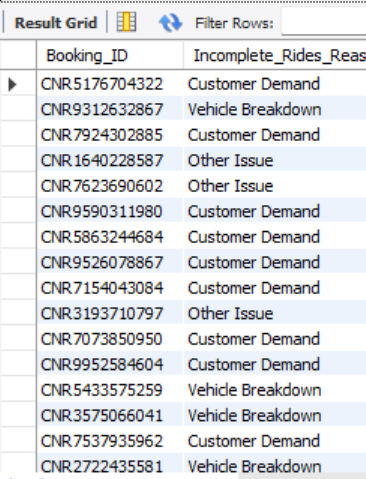 Result Grid Filter Rows:
Booking_ID Incomplete_Rides_Reas
CNR5176704322 Customer Demand
CNR9312632867 Vehicle Breakdown
CNR7924302885 Customer Demand
CNR1640228587 Other Issue
CNR7623690602 Other Issue
CNR9590311980 Customer Demand
CNR5863244684 Customer Demand
CNR9526078867 Customer Demand
CNR7154043084 Customer Demand
CNR3193710797 Other Issue
CNR7073850950 Customer Demand
CNR9952584604 Customer Demand
CNR5433575259 Vehicle Breakdown
CNR3575066041 Vehicle Breakdown
CNR7537935962 Customer Demand
CNR2722435581 Vehicle Breakdown